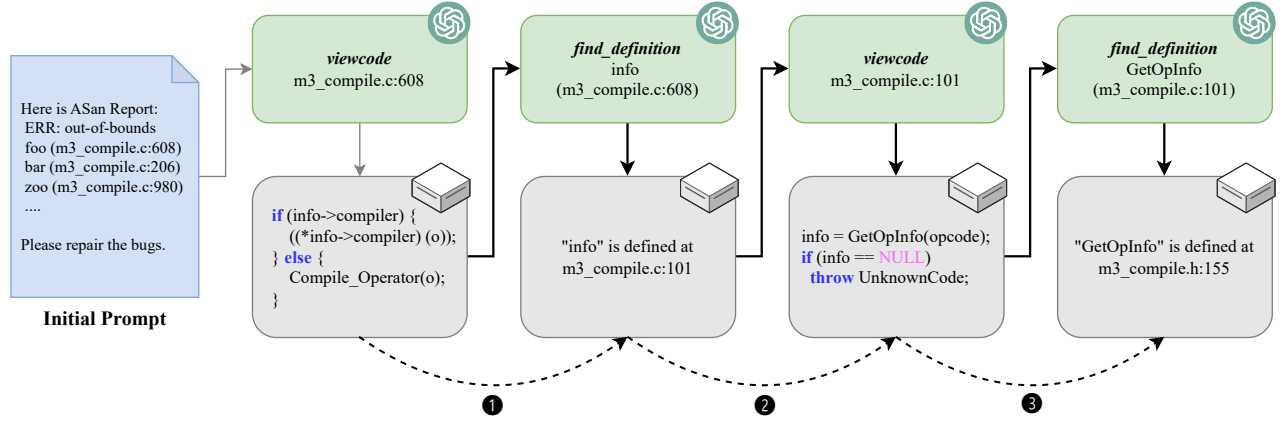 Here is ASan Report:
ERR: out-of-bounds
foo (m3_compile.c:608)
bar (m3_compile.c:206)
zoo (m3_compile.c:980)
....
Please repair the bugs.
Initial Prompt
viewcode
m3_compile.c:608
if (info->compiler) {
((*info->compiler) (o));
} else {
Compile_Operator(o);
}
find_definition
info
(m3_compile.c:608)
"info" is defined at
m3_compile.c:101
viewcode
m3_compile.c:101
info = GetOpInfo(opcode);
if (info == NULL)
throw UnknownCode;
find_definition
GetOpInfo
(m3_compile.c:101)
"GetOpInfo" is defined at
m3_compile.h:155
❶
❷
❸